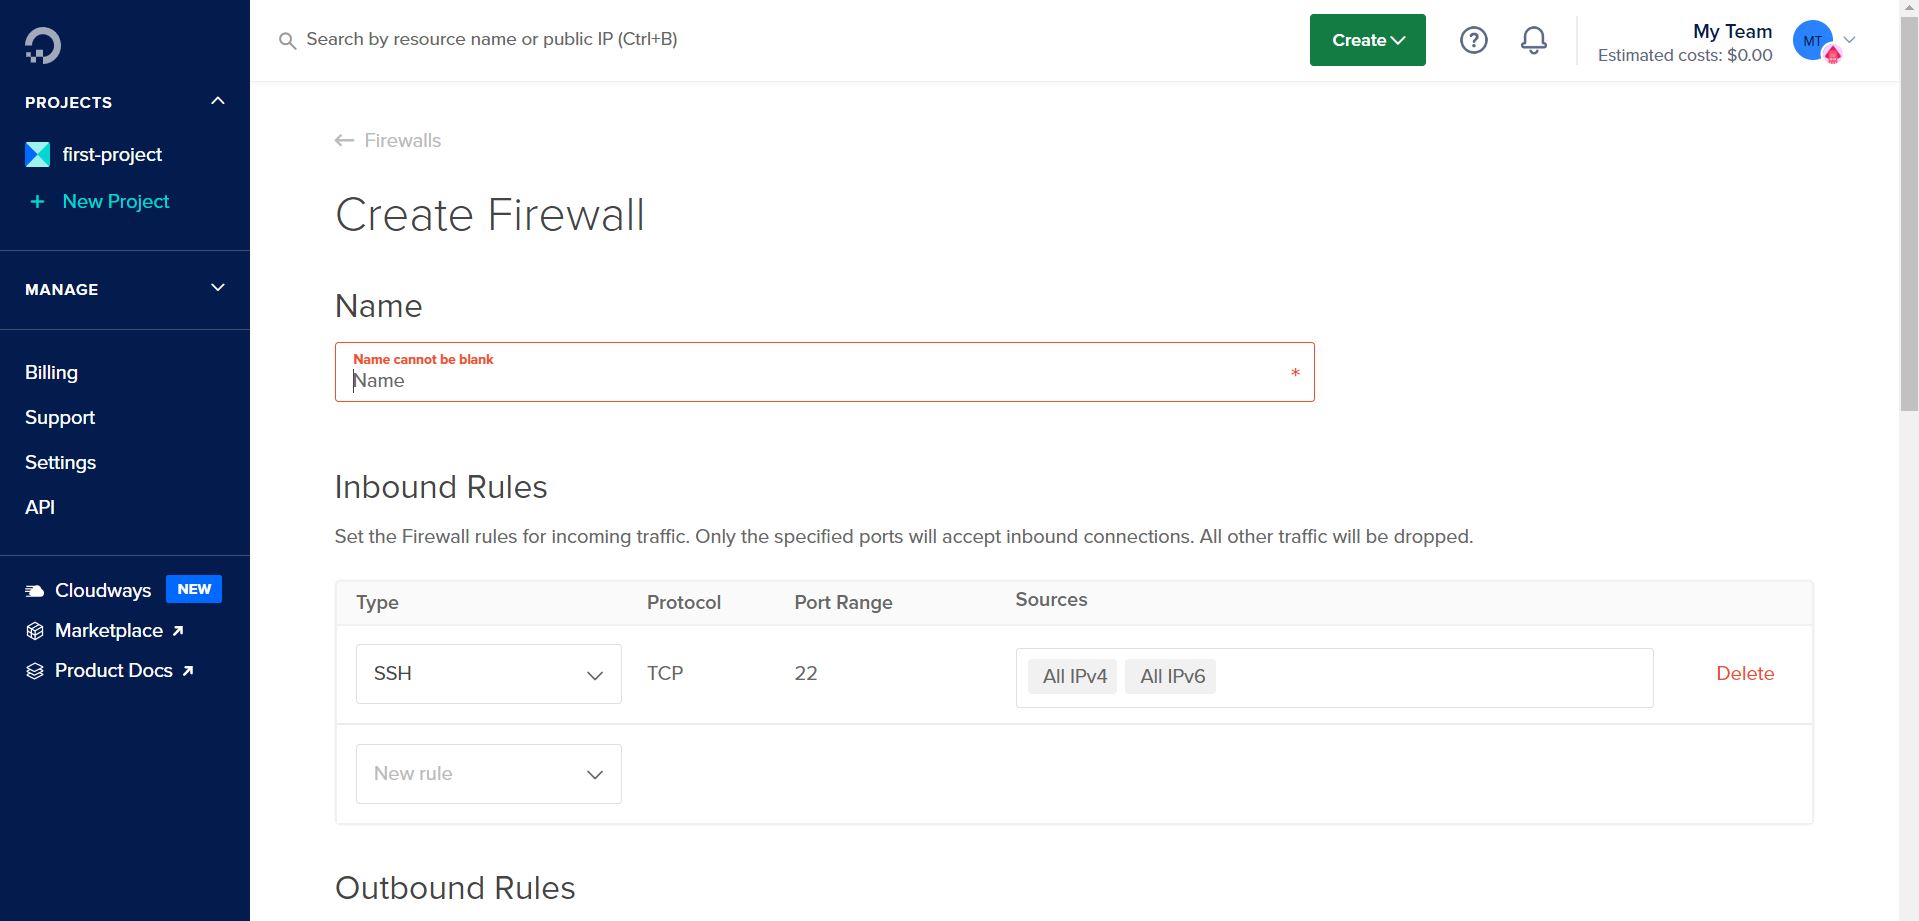 Search by resource name or public IP (Ctrl+B)
Create
?
My Team
Estimated costs: $0.00
MT
PROJECTS
first-project
+ New Project
MANAGE
Billing
Support
Settings
API
Cloudways NEW
Marketplace
Product Docs
← Firewalls
Create Firewall
Name
Name cannot be blank
Name *
Inbound Rules
Set the Firewall rules for incoming traffic. Only the specified ports will accept inbound connections. All other traffic will be dropped.
Type Protocol Port Range Sources
SSH TCP 22 All IPv4 All IPv6 Delete
New rule
Outbound Rules